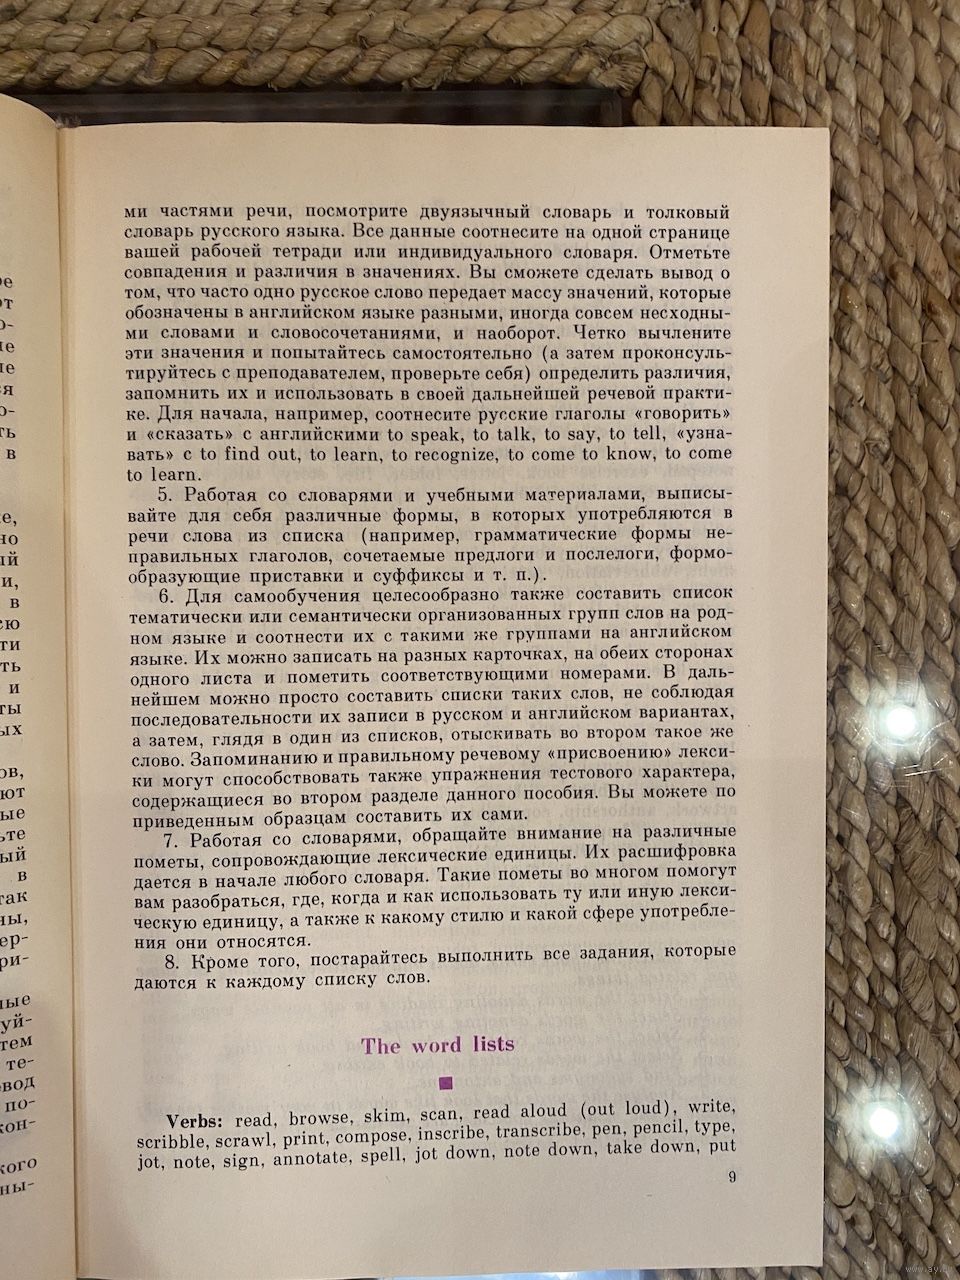 ми частями речи, посмотрите двуязычный словарь и толковый
словарь русского языка. Все данные соотнесите на одной странице
вашей рабочей тетради или индивидуального словаря. Отметьте
совпадения и различия в значениях. Вы сможете сделать вывод о
том, что часто одно русское слово передает массу значений, которые
обозначены в английском языке разными, иногда совсем несходны-
ми словами и словосочетаниями, и наоборот. Четко вычлените
эти значения и попытайтесь самостоятельно (а затем проконсуль-
тируйтесь с преподавателем, проверьте себя) определить различия,
запомнить их и использовать в своей дальнейшей речевой практи-
ке. Для начала, например, соотнесите русские глаголы «говорить»
и «сказать» с английскими to speak, to talk, to say, to tell, «узна-
вать» с to find out, to learn, to recognize, to come to know, to come
to learn.
5. Работая со словарями и учебными материалами, выписы-
вайте для себя различные формы, в которых употребляются в
речи слова из списка (например, грамматические формы не-
правильных глаголов, сочетаемые предлоги и послелоги, формо-
образующие приставки и суффиксы и т. п.).
6. Для самообучения целесообразно также составить список
тематически или семантически организованных групп слов на род-
ном языке и соотнести их с такими же группами на английском
языке. Их можно записать на разных карточках, на обеих сторонах
одного листа и пометить соответствующими номерами. В даль-
нейшем можно просто составить списки таких слов, не соблюдая
последовательности их записи в русском и английском вариантах,
а затем, глядя в один из списков, отыскивать во втором такое же
слово. Запоминанию и правильному речевому «присвоению» лекси-
ки могут способствовать также упражнения тестового характера,
содержащиеся во втором разделе данного пособия. Вы можете по
приведенным образцам составить их сами.
7. Работая со словарями, обращайте внимание на различные
пометы, сопровождающие лексические единицы. Их расшифровка
дается в начале любого словаря. Такие пометы во многом помогут
вам разобраться, где, когда и как использовать ту или иную лекси-
ческую единицу, а также к какому стилю и какой сфере употребле-
ния они относятся.
8. Кроме того, постарайтесь выполнить все задания, которые
даются к каждому списку слов.
The word lists
Verbs: read, browse, skim, scan, read aloud (out loud), write,
scribble, scrawl, print, compose, inscribe, transcribe, pen, pencil, type,
jot, note, sign, annotate, spell, jot down, note down, take down, put
9